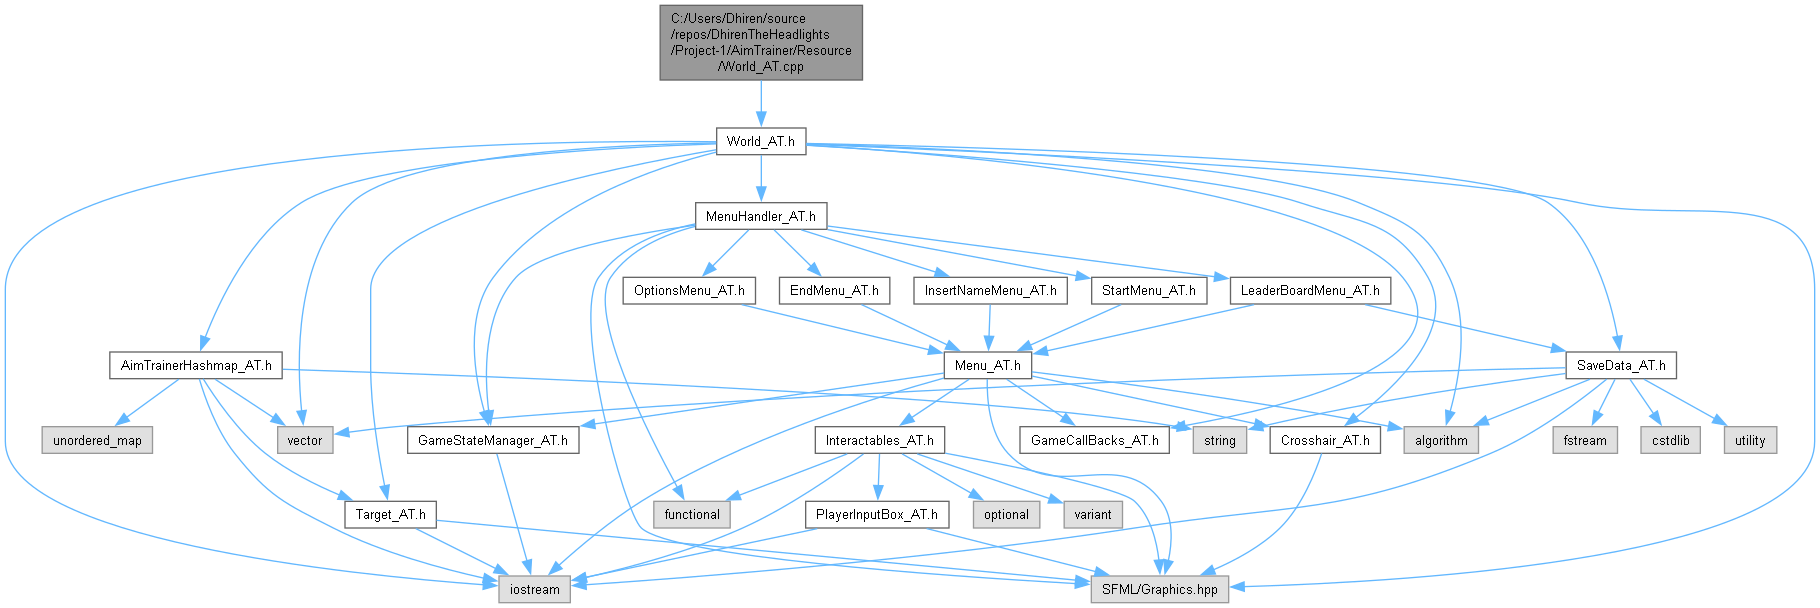 C:/Users/Dhiren/source
/repos/DhirenTheHeadlights
/Project-1/AimTrainer/Resource
/World_AT.cpp
World_AT.h
MenuHandler_AT.h
OptionsMenu_AT.h
EndMenu_AT.h
InsertNameMenu_AT.h
StartMenu_AT.h
LeaderBoardMenu_AT.h
AimTrainerHashmap_AT.h
Menu_AT.h
SaveData_AT.h
unordered_map
vector
GameStateManager_AT.h
Interactables_AT.h
GameCallBacks_AT.h
string
Crosshair_AT.h
algorithm
fstream
cstdlib
utility
Target_AT.h
functional
PlayerInputBox_AT.h
optional
variant
iostream
SFML/Graphics.hpp